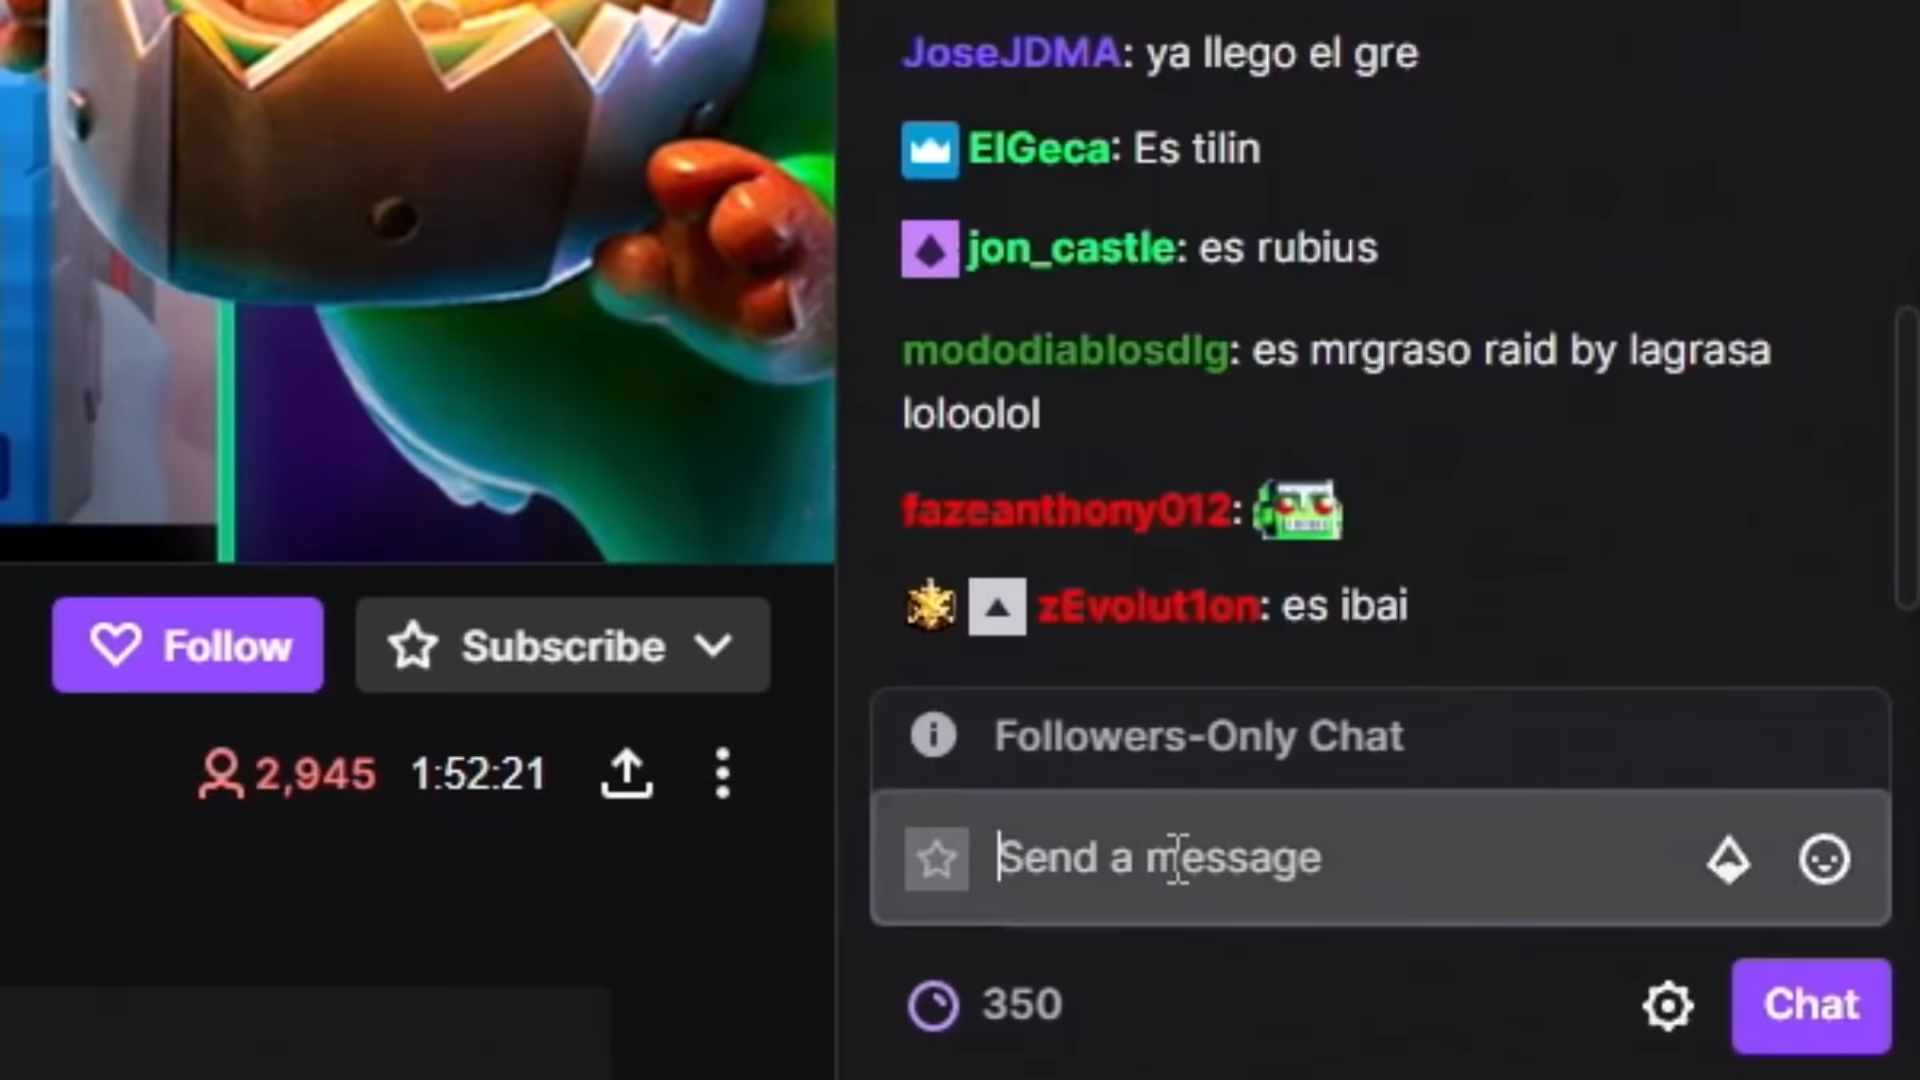 JoseJDMA: ya llego el gre
ElGeca: Es tilin
jon_castle: es rubius
mododiablosdlg: es mrgraso raid by lagrasa
loloolol
fazeanthony012:
zEvolut1on: es ibai
Follow
Subscribe
Followers-Only Chat
2,945 1:52:21
Send a message
350
Chat